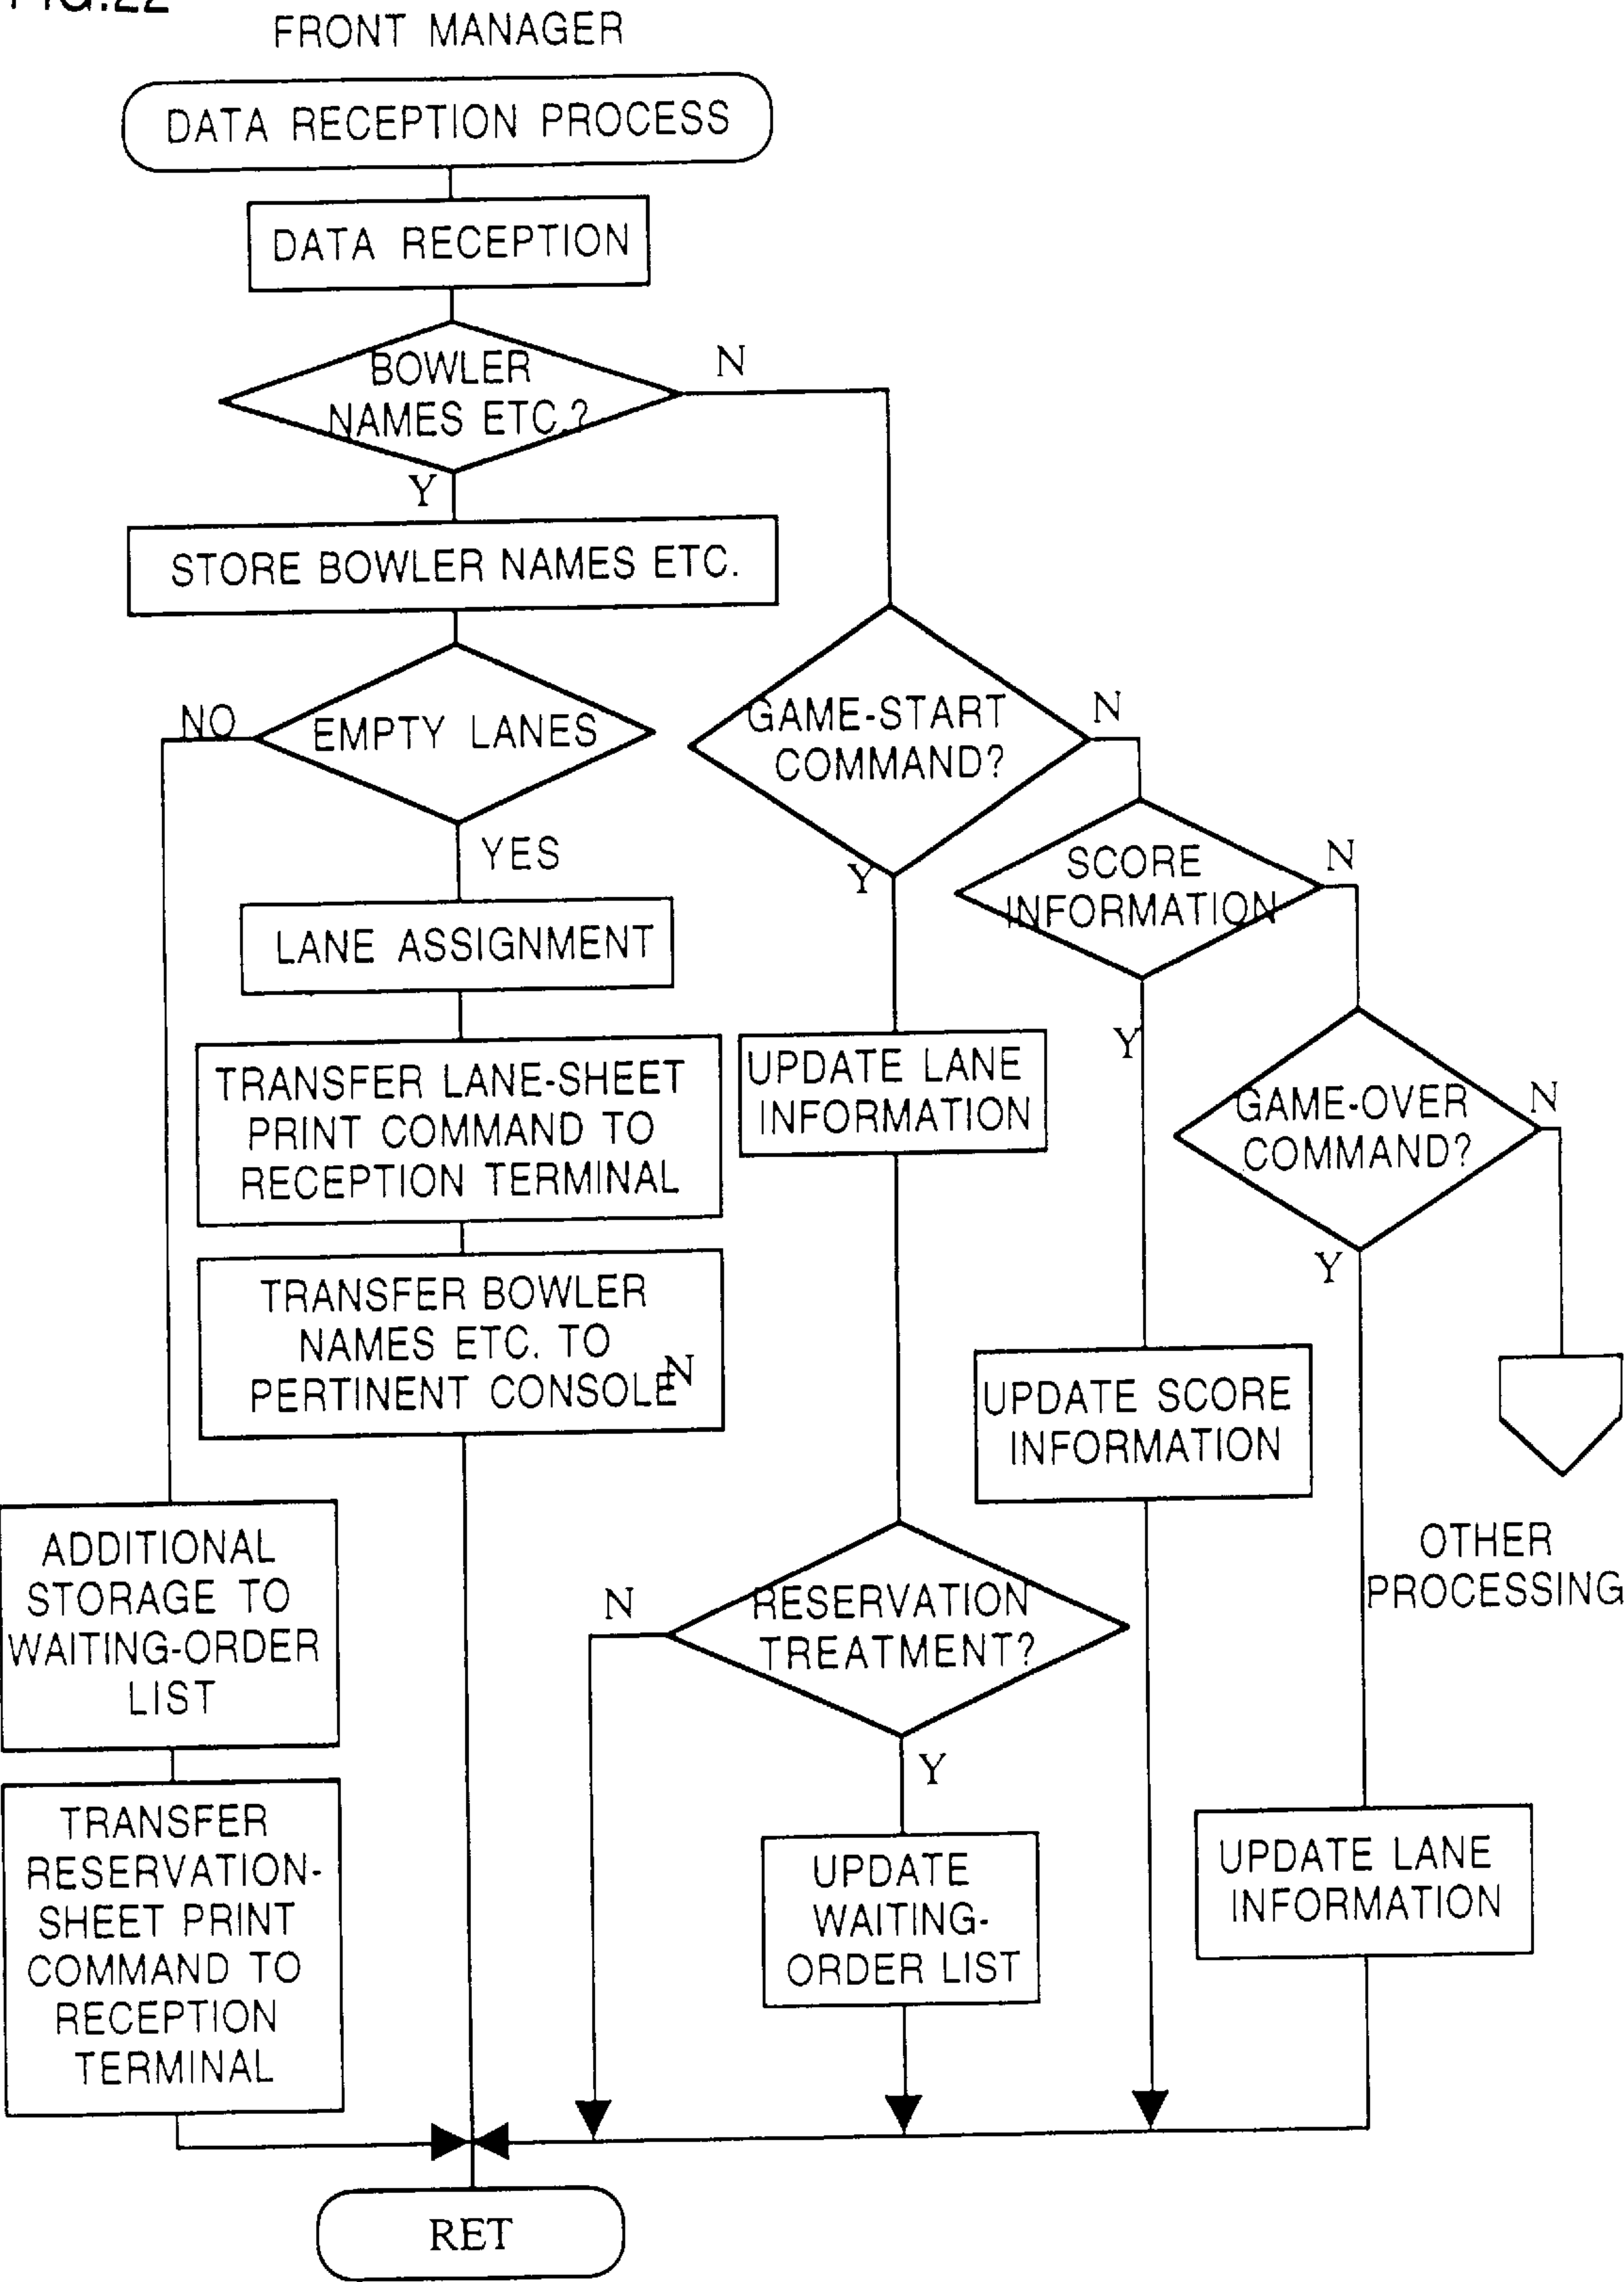 FIG.22
FRONT MANAGER
DATA RECEPTION PROCESS
DATA RECEPTION
BOWLER
NAMES ETC.?
N
Y
STORE BOWLER NAMES ETC.
NO
EMPTY LANES
YES
GAME-START
COMMAND?
N
Y
SCORE
INFORMATION
N
Y
LANE ASSIGNMENT
TRANSFER LANE-SHEET
PRINT COMMAND TO
RECEPTION TERMINAL
UPDATE LANE
INFORMATION
GAME-OVER
COMMAND?
N
Y
TRANSFER BOWLER
NAMES ETC. TO
PERTINENT CONSOLE
N
UPDATE SCORE
INFORMATION
OTHER
PROCESSING
ADDITIONAL
STORAGE TO
WAITING-ORDER
LIST
N
RESERVATION
TREATMENT?
Y
TRANSFER
RESERVATION-
SHEET PRINT
COMMAND TO
RECEPTION
TERMINAL
UPDATE
WAITING-
ORDER LIST
UPDATE LANE
INFORMATION
RET